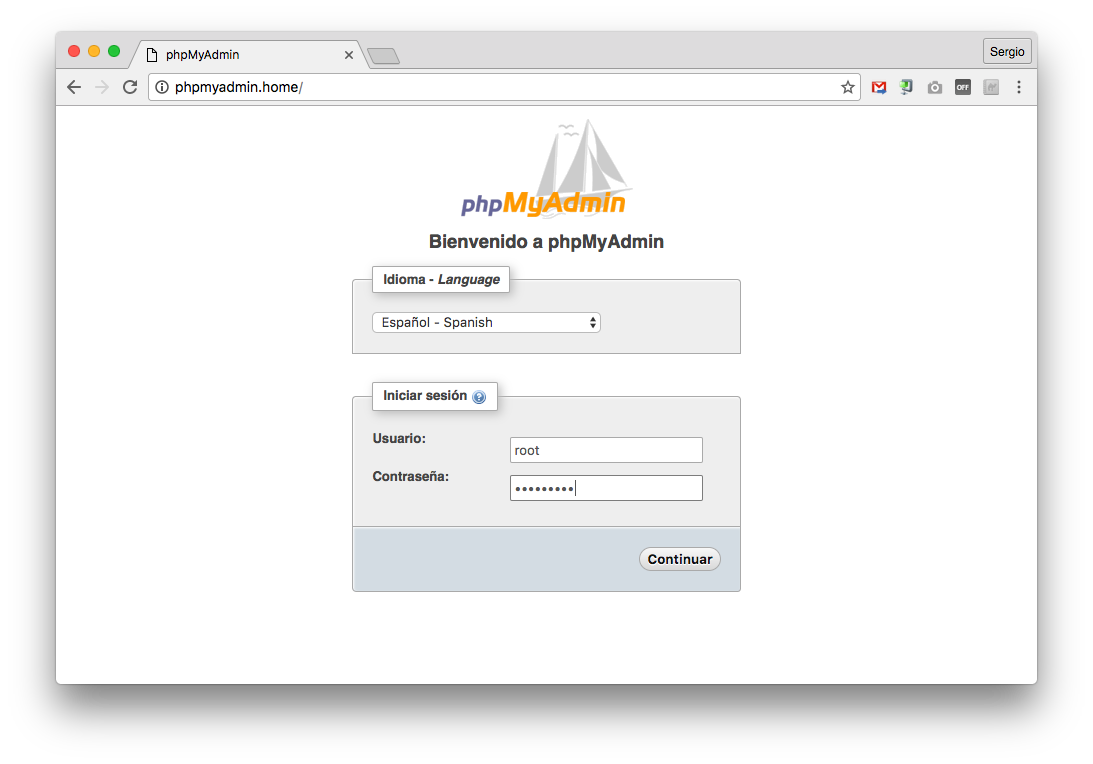 phpMyAdmin
Sergio
phpmyadmin.home/
OFF
phpMyAdmin
Bienvenido a phpMyAdmin
Idioma - Language
Español - Spanish
Iniciar sesión
Usuario:
root
Contraseña:
•••••••••
Continuar